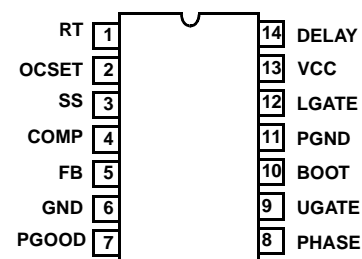 RT 1 14 DELAY
OCSET 2 13 VCC
SS 3 12 LGATE
COMP 4 11 PGND
FB 5 10 BOOT
GND 6 9 UGATE
PGOOD 7 8 PHASE